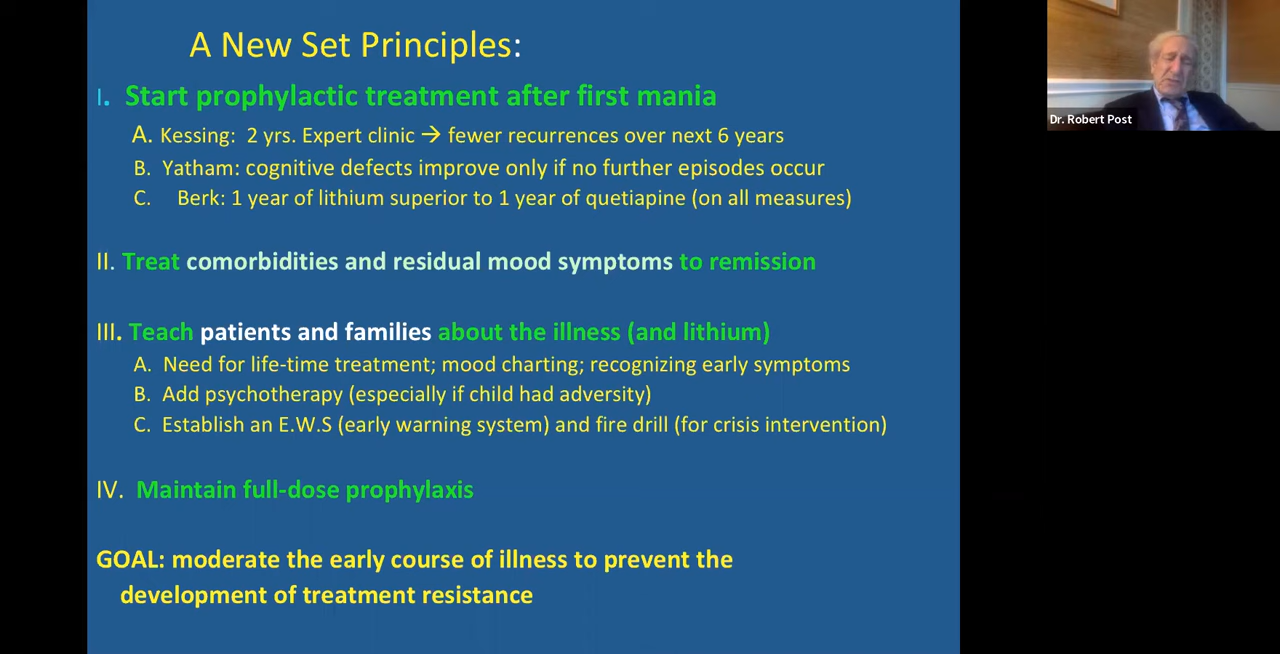 A New Set Principles:
I. Start prophylactic treatment after first mania
A. Kessing: 2 yrs. Expert clinic → fewer recurrences over next 6 years
B. Yatham: cognitive defects improve only if no further episodes occur
C. Berk: 1 year of lithium superior to 1 year of quetiapine (on all measures)
II. Treat comorbidities and residual mood symptoms to remission
III. Teach patients and families about the illness (and lithium)
A. Need for life-time treatment; mood charting; recognizing early symptoms
B. Add psychotherapy (especially if child had adversity)
C. Establish an E.W.S (early warning system) and fire drill (for crisis intervention)
IV. Maintain full-dose prophylaxis
GOAL: moderate the early course of illness to prevent the
development of treatment resistance
Dr. Robert Post